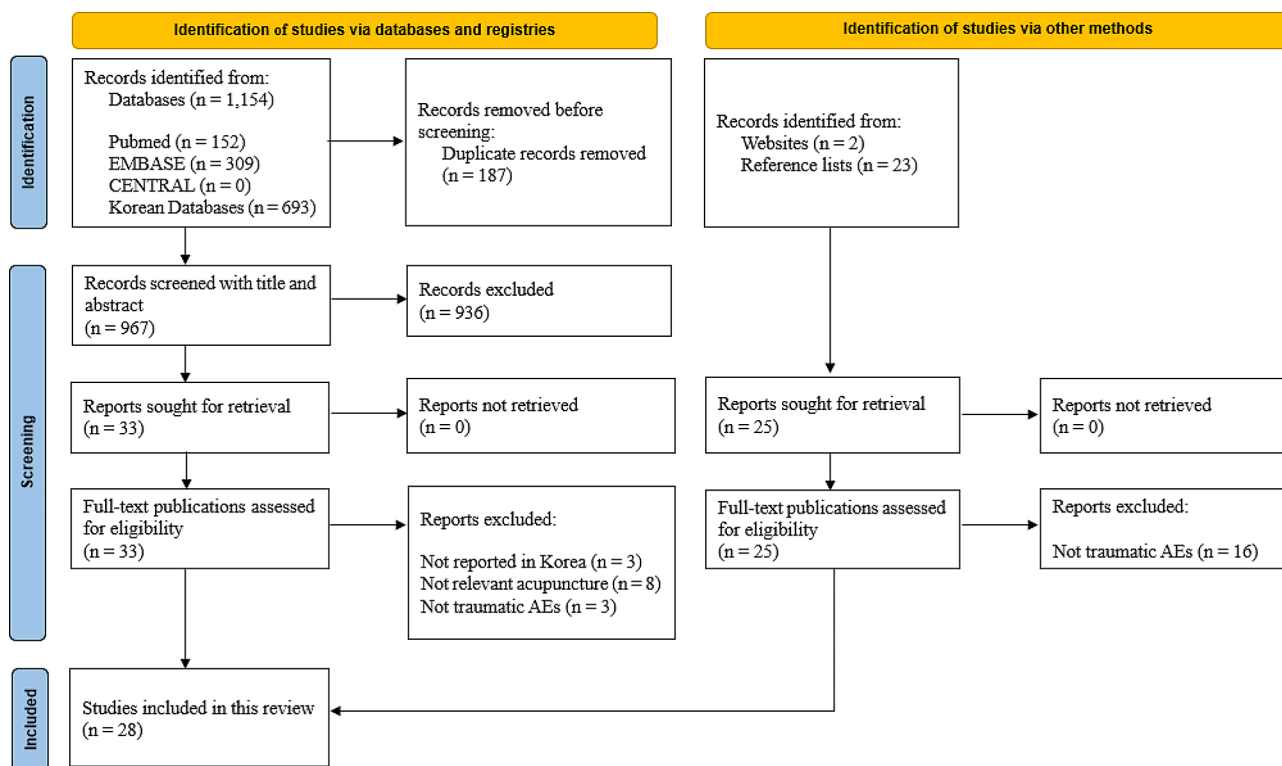 Identification of studies via databases and registries
Identification of studies via other methods
Identification
Records identified from:
Databases (n = 1,154)
Pubmed (n = 152)
EMBASE (n = 309)
CENTRAL (n = 0)
Korean Databases (n = 693)
Records removed before
screening:
Duplicate records removed
(n = 187)
Records identified from:
Websites (n = 2)
Reference lists (n = 23)
Screening
Records screened with title and
abstract
(n = 967)
Records excluded
(n = 936)
Reports sought for retrieval
(n = 33)
Reports not retrieved
(n = 0)
Reports sought for retrieval
(n = 25)
Reports not retrieved
(n = 0)
Full-text publications assessed
for eligibility
(n = 33)
Reports excluded:
Not reported in Korea (n = 3)
Not relevant acupuncture (n = 8)
Not traumatic AEs (n = 3)
Full-text publications assessed
for eligibility
(n = 25)
Reports excluded:
Not traumatic AEs (n = 16)
Included
Studies included in this review
(n = 28)